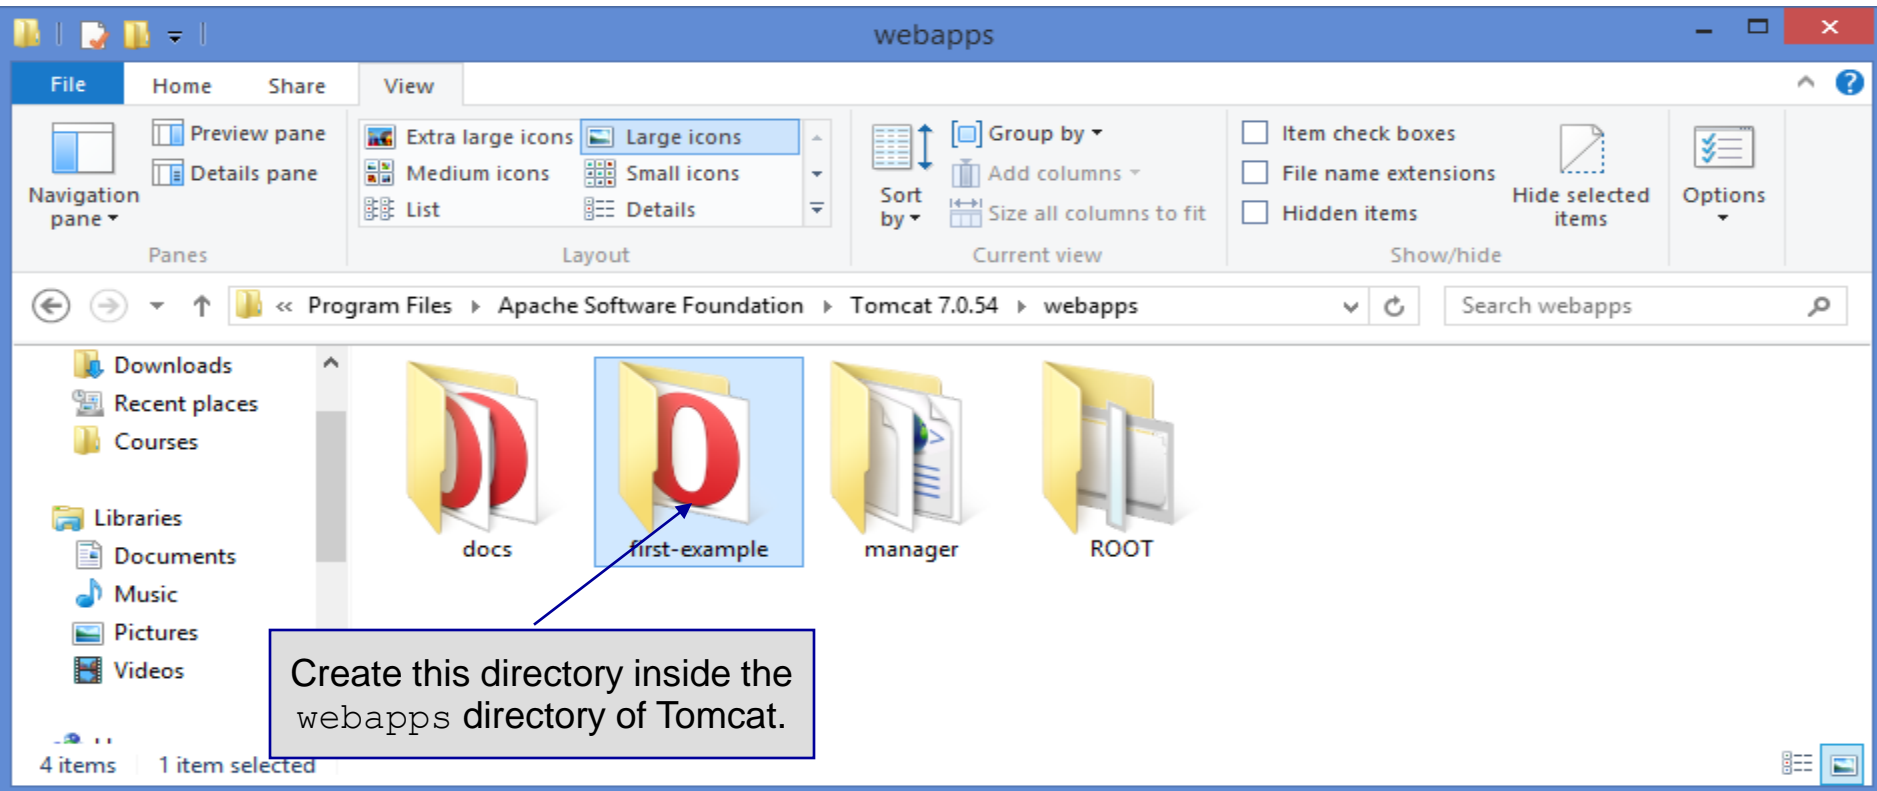 webapps
File Home Share View
Navigation pane
Preview pane
Details pane
Panes
Extra large icons Large icons
Medium icons Small icons
List Details
Layout
Sort by
Group by
Add columns
Size all columns to fit
Current view
Item check boxes
File name extensions
Hidden items
Hide selected items
Show/hide
Options
« Program Files Apache Software Foundation Tomcat 7.0.54 webapps
Search webapps
Downloads
Recent places
Courses
Libraries
Documents
Music
Pictures
Videos
docs first-example manager ROOT
Create this directory inside the
webapps directory of Tomcat.
4 items 1 item selected